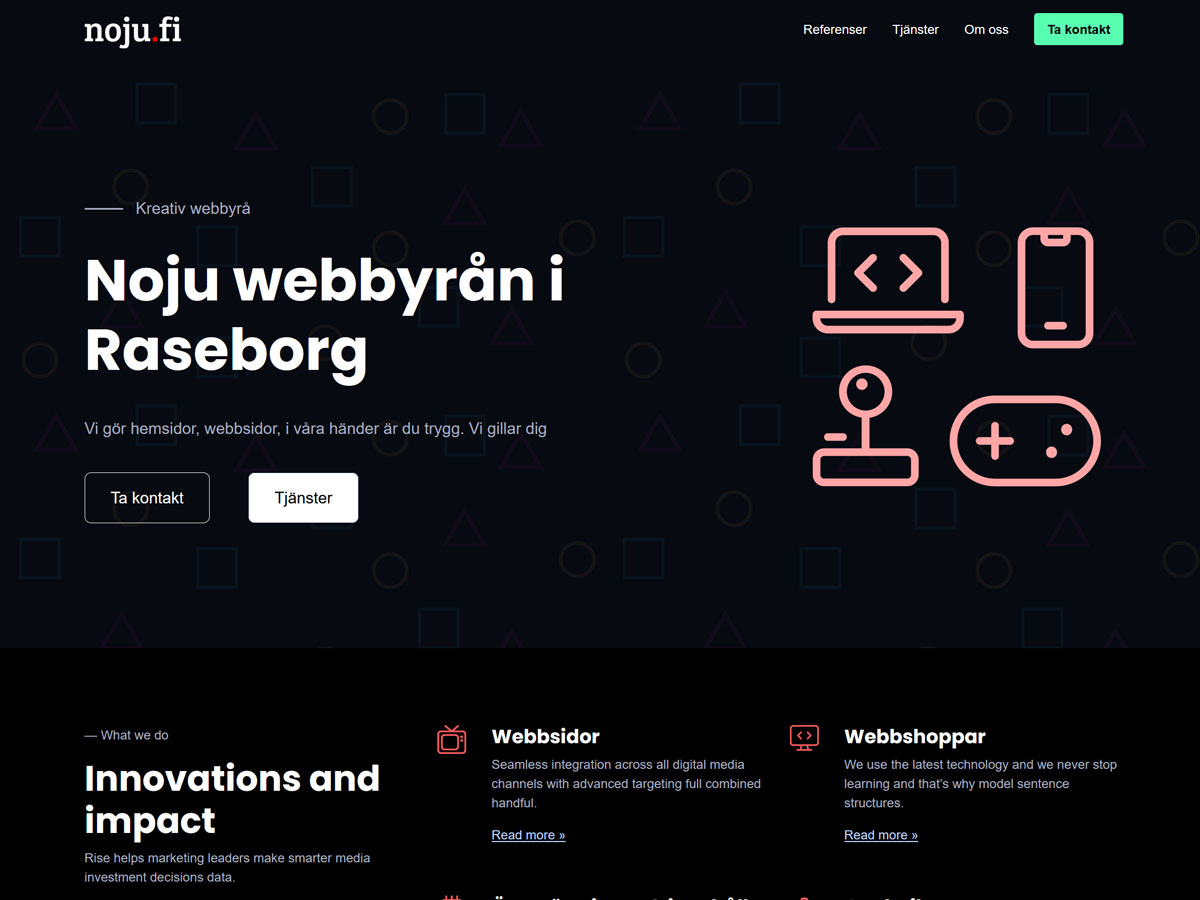 noju.fi
Referenser
Tjänster
Om oss
Ta kontakt
Kreativ webbyrå
Noju webbyrån i
Raseborg
Vi gör hemsidor, webbsidor, i våra händer är du trygg. Vi gillar dig
Ta kontakt
Tjänster
— What we do
Innovations and
impact
Rise helps marketing leaders make smarter media
investment decisions data.
Webbsidor
Seamless integration across all digital media
channels with advanced targeting full combined
handful.
Read more »
Webbshoppar
We use the latest technology and we never stop
learning and that's why model sentence
structures.
Read more »